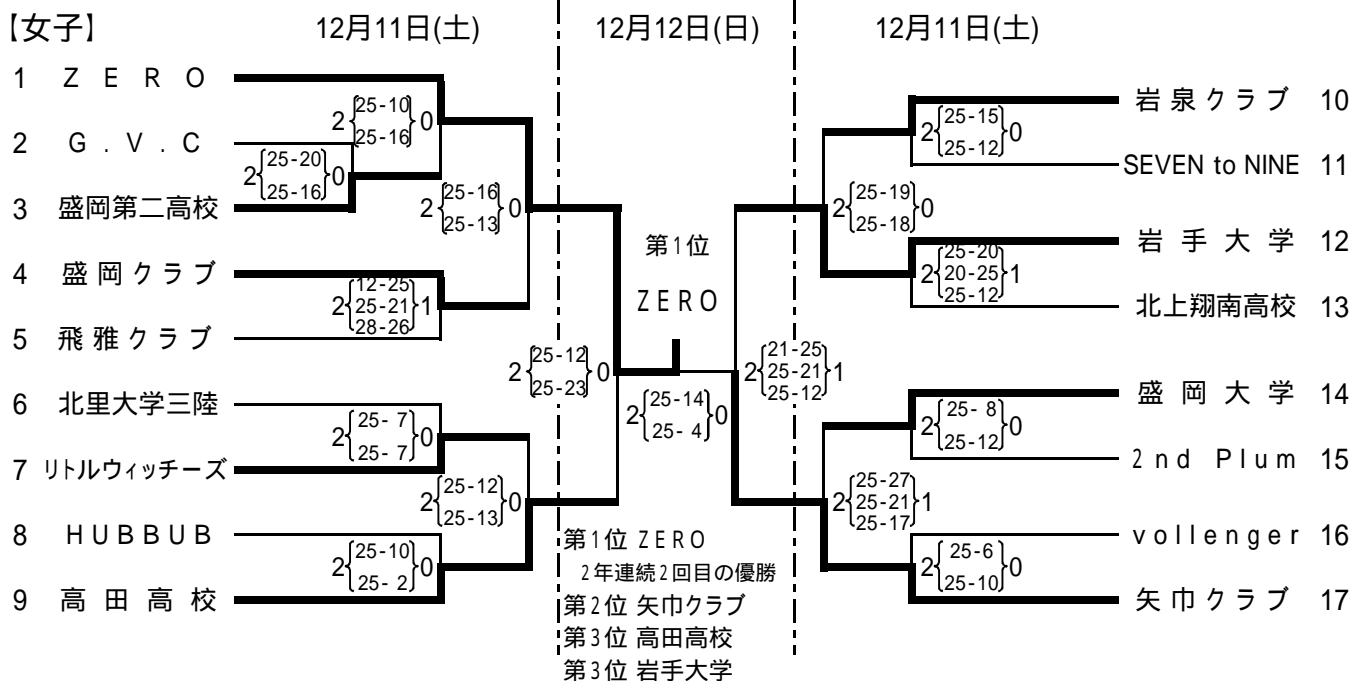 【女子】 12月11日(土) 12月12日(日) 12月11日(土)
1 ZERO
2 G.V.C
3 盛岡第二高校
4 盛岡クラブ
5 飛雅クラブ
6 北里大学三陸
7 リトルウィッチーズ
8 HUBBUB
9 高田高校
2 25-10 0
25-16
2 25-20 0
25-16
2 25-16 0
25-13
2 12-25 1
25-21
28-26
2 25-12 0
25-23
2 25-7 0
25-7
2 25-12 0
25-13
2 25-10 0
25-2
第1位
ZERO
2 25-14 0
25-4
第1位 ZERO
2年連続2回目の優勝
第2位 矢巾クラブ
第3位 高田高校
第3位 岩手大学
2 25-15 0
25-12
2 25-19 0
25-18
2 25-20 1
20-25
25-12
2 21-25 1
25-21
25-12
2 25-8 0
25-12
2 25-27 1
25-21
25-17
2 25-6 0
25-10
岩泉クラブ 10
SEVEN to NINE 11
岩手大学 12
北上翔南高校 13
盛岡大学 14
2nd Plum 15
vollenger 16
矢巾クラブ 17